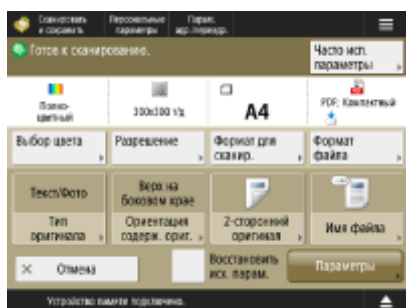 Сканировать
и сохранить
Персональные
параметры
Парам.
адр./передр.
Готов к сканированию.
Часто исп.
параметры
Полно-
цветный
300x300 т/д
A4
PDF; Компактный
Выбор цвета
Разрешение
Формат для
сканир.
Формат
файла
Текст/Фото
Верх на
боковом крае
Тип
оригинала
Ориентация
содерж. ориг.
2-сторонний
оригинал
Имя файла
Отмена
Восстановить
исх. парам.
Параметры
Устройство памяти подключено.